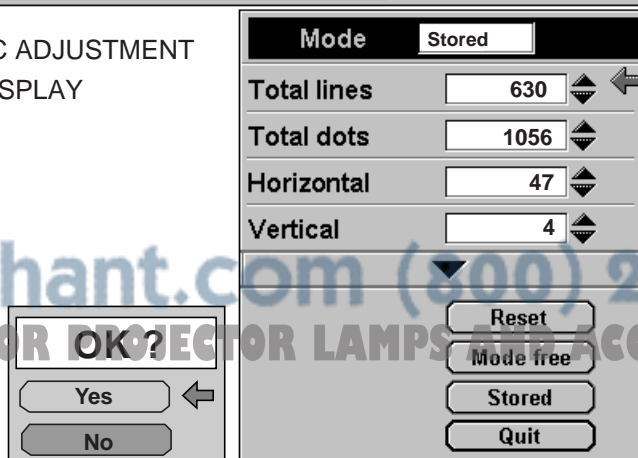 C ADJUSTMENT
SPLAY
Mode Stored
Total lines 630
Total dots 1056
Horizontal 47
Vertical 4
hant.com (800) 2
OR PROJECTOR LAMPS AND ACC
Reset
Mode free
Stored
Quit
OK ?
Yes
No